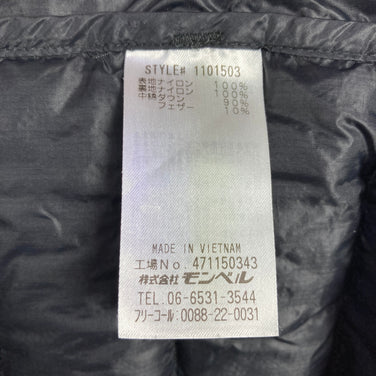 STYLE# 1101503
表地ナイロン 100%
裏地ナイロン 100%
中綿ダウン 90%
フェザー 10%
MADE IN VIETNAM
工場No. 471150343
株式会社 モンベル
TEL. 06-6531-3544
フリーコール: 0088-22-0031